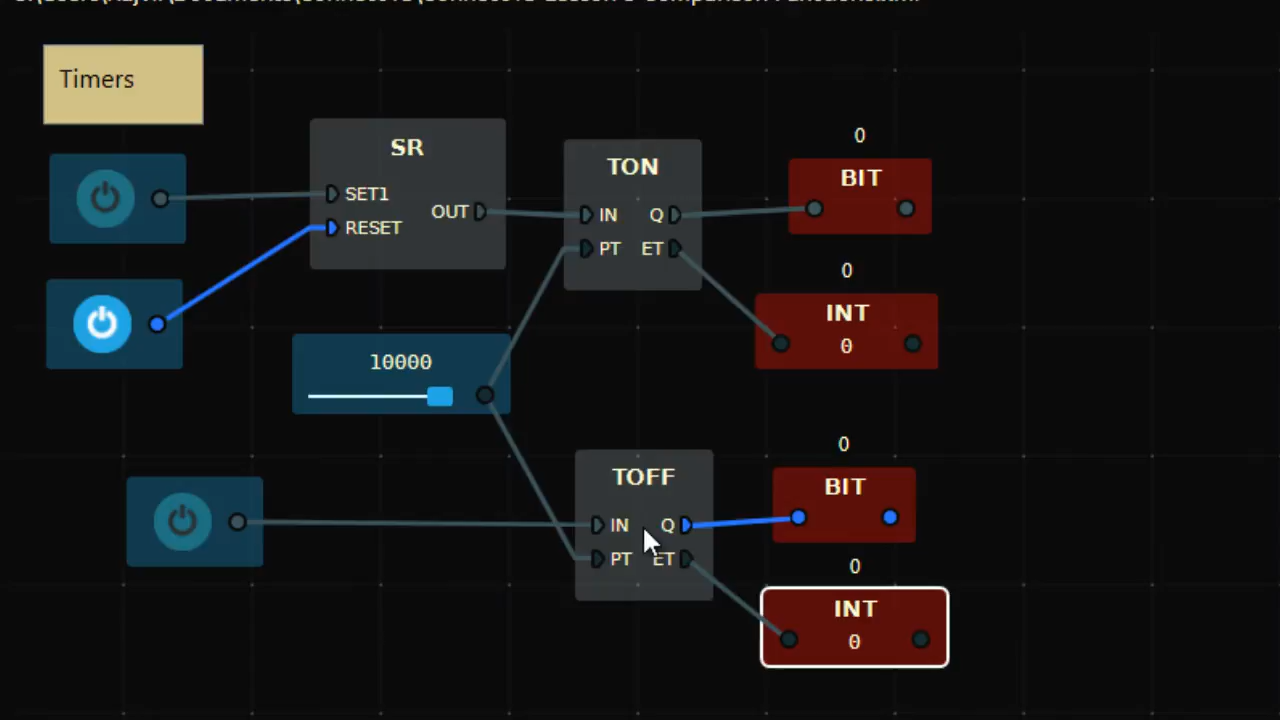 Timers
SR
SET1
OUT
RESET
TON
IN Q
PT ET
0
BIT
0
INT
0
10000
TOFF
IN Q
PT ET
0
BIT
0
INT
0